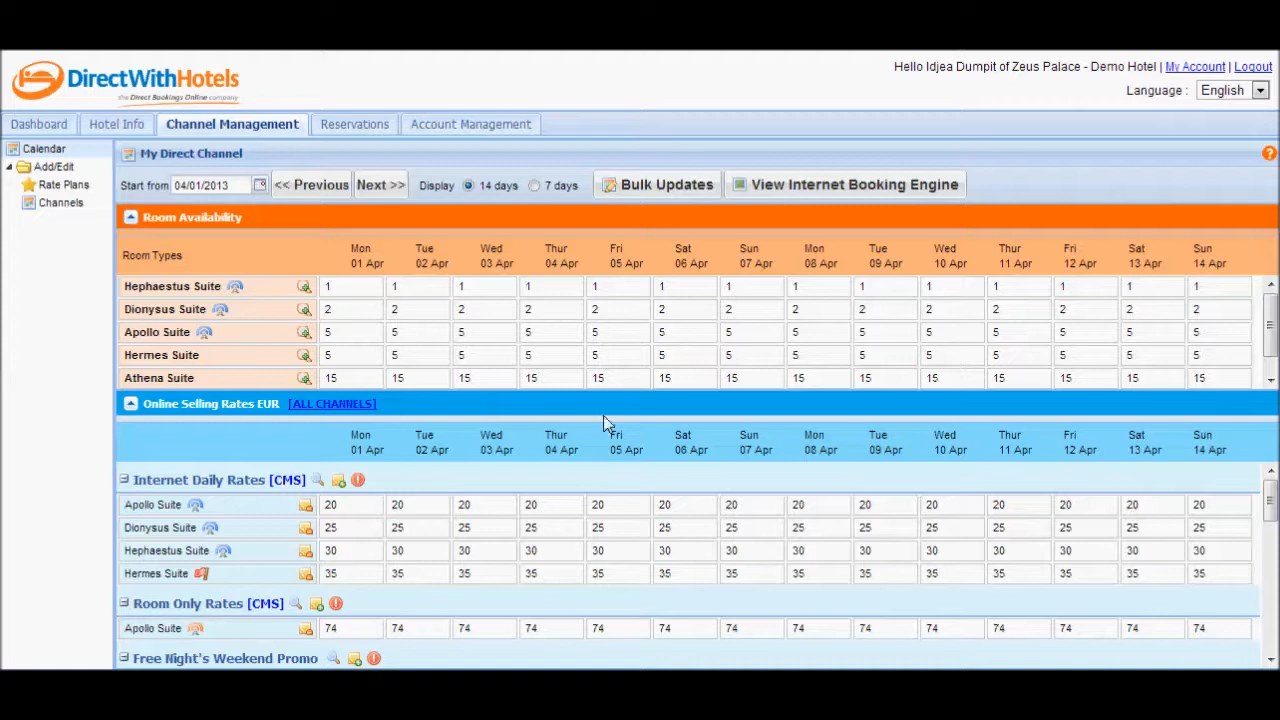 DirectWithHotels
the Direct Bookings Online company
Hello Idjea Dumpit of Zeus Palace - Demo Hotel | My Account | Logout
Language : English
Dashboard Hotel Info Channel Management Reservations Account Management
Calendar
Add/Edit
Rate Plans
Channels
My Direct Channel
Start from 04/01/2013 << Previous Next >> Display 14 days 7 days Bulk Updates View Internet Booking Engine
Room Availability
Room Types
Mon Tue Wed Thur Fri Sat Sun Mon Tue Wed Thur Fri Sat Sun
01 Apr 02 Apr 03 Apr 04 Apr 05 Apr 06 Apr 07 Apr 08 Apr 09 Apr 10 Apr 11 Apr 12 Apr 13 Apr 14 Apr
Hephaestus Suite 1 1 1 1 1 1 1 1 1 1 1 1 1 1
Dionysus Suite 2 2 2 2 2 2 2 2 2 2 2 2 2 2
Apollo Suite 5 5 5 5 5 5 5 5 5 5 5 5 5 5
Hermes Suite 5 5 5 5 5 5 5 5 5 5 5 5 5 5
Athena Suite 15 15 15 15 15 15 15 15 15 15 15 15 15 15
Online Selling Rates EUR [ALL CHANNELS]
Mon Tue Wed Thur Fri Sat Sun Mon Tue Wed Thur Fri Sat Sun
01 Apr 02 Apr 03 Apr 04 Apr 05 Apr 06 Apr 07 Apr 08 Apr 09 Apr 10 Apr 11 Apr 12 Apr 13 Apr 14 Apr
Internet Daily Rates [CMS]
Apollo Suite 20 20 20 20 20 20 20 20 20 20 20 20 20 20
Dionysus Suite 25 25 25 25 25 25 25 25 25 25 25 25 25 25
Hephaestus Suite 30 30 30 30 30 30 30 30 30 30 30 30 30 30
Hermes Suite 35 35 35 35 35 35 35 35 35 35 35 35 35 35
Room Only Rates [CMS]
Apollo Suite 74 74 74 74 74 74 74 74 74 74 74 74 74 74
Free Night's Weekend Promo